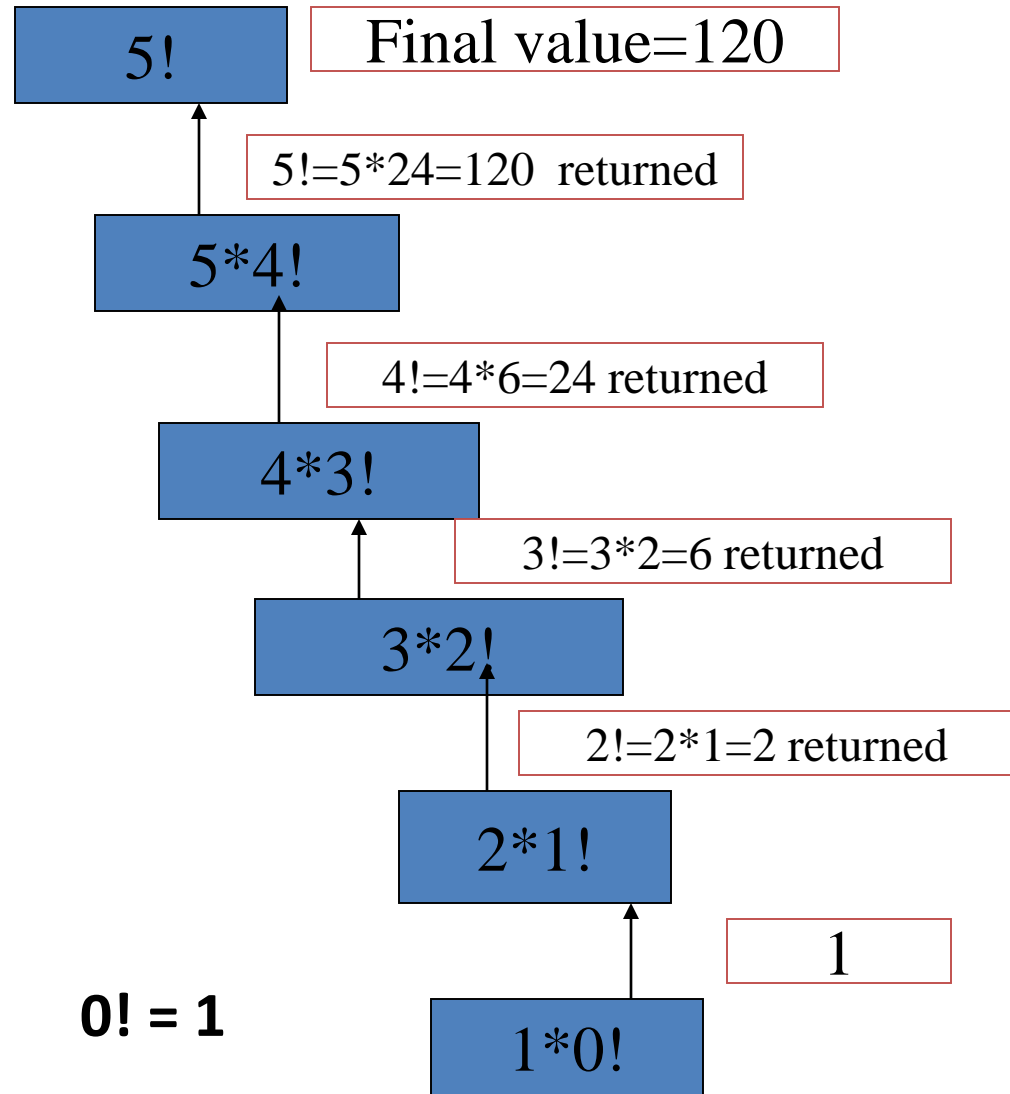 5!
Final value=120
5!=5*24=120 returned
5*4!
4!=4*6=24 returned
4*3!
3!=3*2=6 returned
3*2!
2!=2*1=2 returned
2*1!
1
0! = 1
1*0!